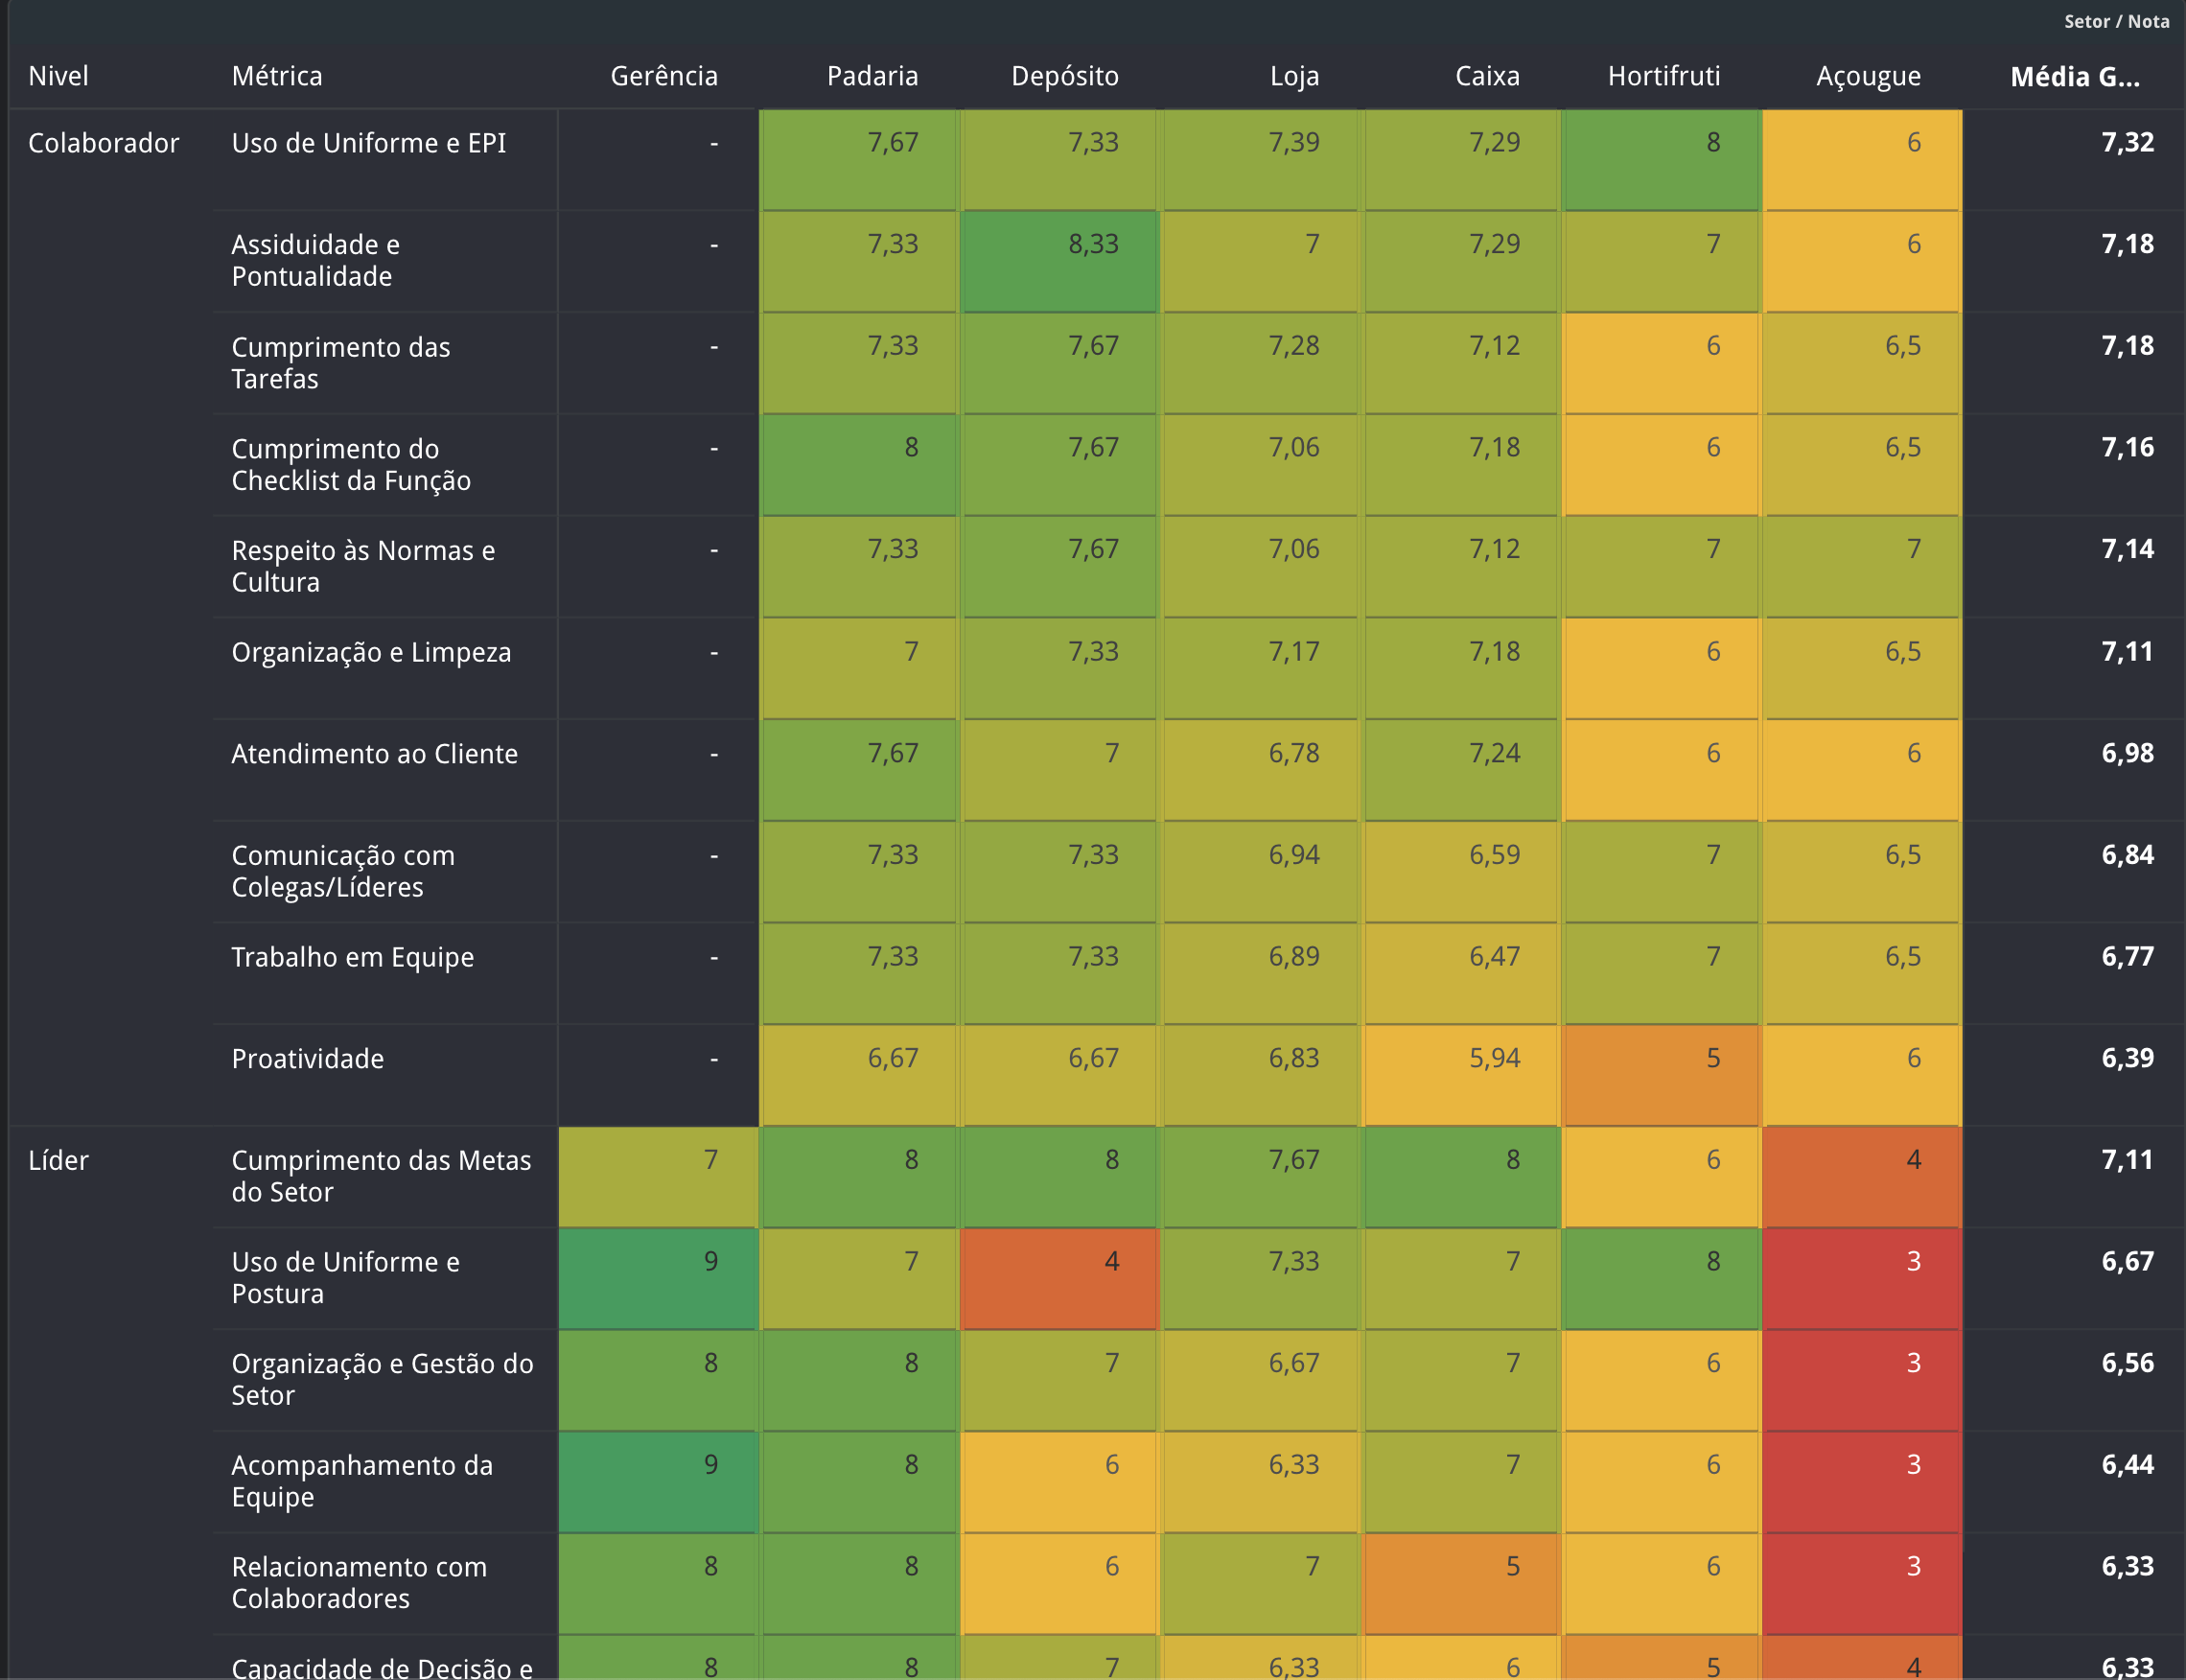 Setor / Nota
Nivel Métrica Gerência Padaria Depósito Loja Caixa Hortifruti Açougue Média G...
Colaborador Uso de Uniforme e EPI - 7,67 7,33 7,39 7,29 8 6 7,32
Assiduidade e - 7,33 8,33 7 7,29 7 6 7,18
Pontualidade
Cumprimento das - 7,33 7,67 7,28 7,12 6 6,5 7,18
Tarefas
Cumprimento do - 8 7,67 7,06 7,18 6 6,5 7,16
Checklist da Função
Respeito às Normas e - 7,33 7,67 7,06 7,12 7 7 7,14
Cultura
Organização e Limpeza - 7 7,33 7,17 7,18 6 6,5 7,11
Atendimento ao Cliente - 7,67 7 6,78 7,24 6 6 6,98
Comunicação com - 7,33 7,33 6,94 6,59 7 6,5 6,84
Colegas/Líderes
Trabalho em Equipe - 7,33 7,33 6,89 6,47 7 6,5 6,77
Proatividade - 6,67 6,67 6,83 5,94 5 6 6,39
Líder Cumprimento das Metas 7 8 8 7,67 8 6 4 7,11
do Setor
Uso de Uniforme e 9 7 4 7,33 7 8 3 6,67
Postura
Organização e Gestão do 8 8 7 6,67 7 6 3 6,56
Setor
Acompanhamento da 9 8 6 6,33 7 6 3 6,44
Equipe
Relacionamento com 8 8 6 7 5 6 3 6,33
Colaboradores
Capacidade de Decisão e 8 8 7 6,33 6 5 4 6,33